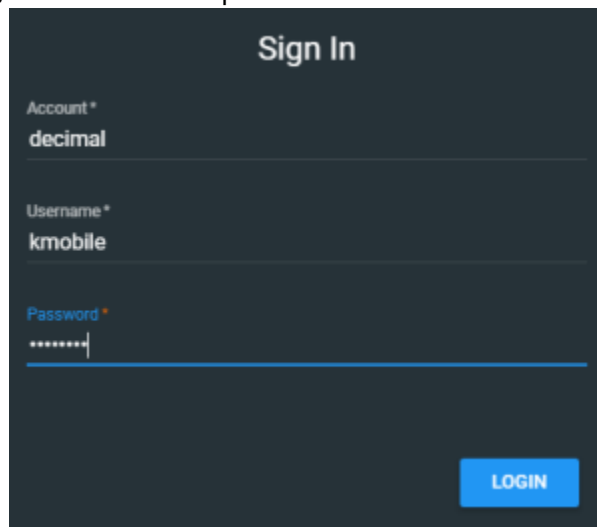 Sign In
Account*
decimal
Username*
kmobile
Password*
••••••••
LOGIN